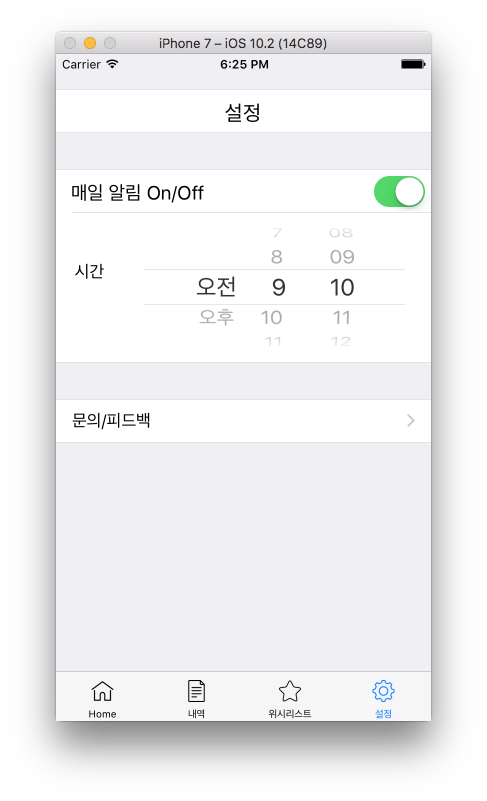 iPhone 7 – iOS 10.2 (14C89)
Carrier 6:25 PM
설정
매일 알림 On/Off
7 08
8 09
시간
오전 9 10
오후 10 11
11 12
문의/피드백
Home 내역 위시리스트 설정